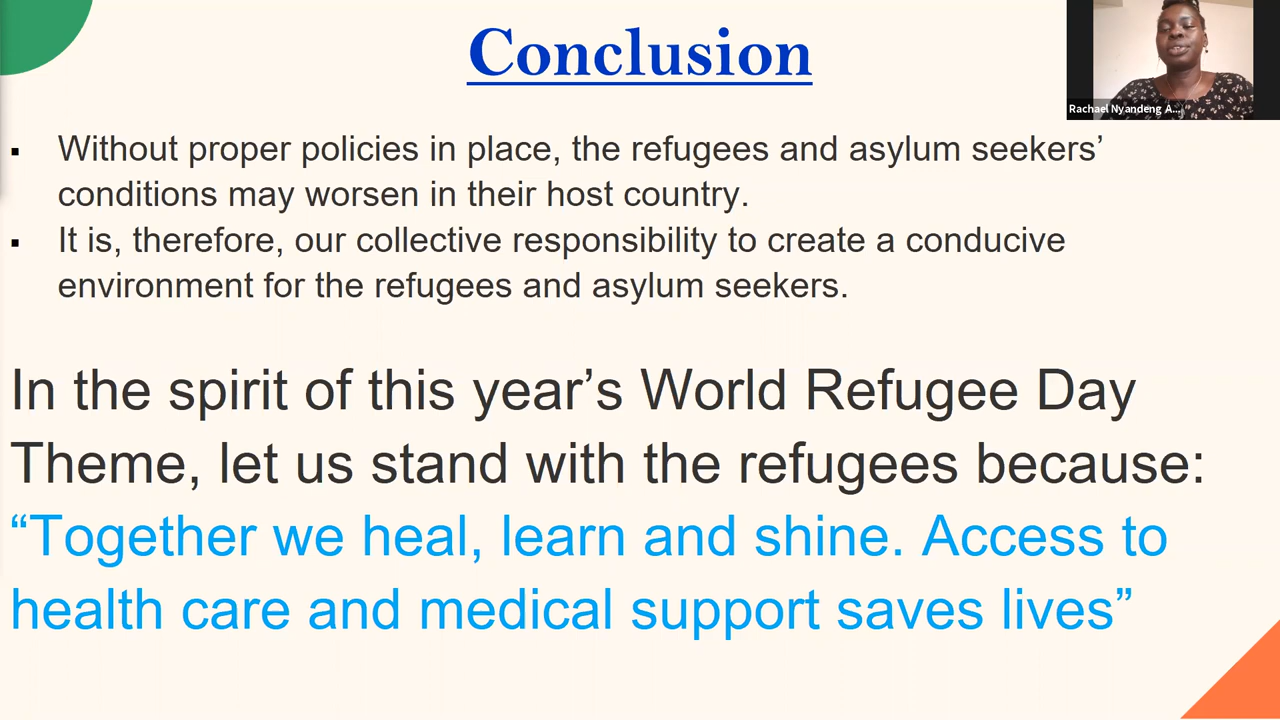 Conclusion
Rachael Nyandeng A...
▪ Without proper policies in place, the refugees and asylum seekers’
conditions may worsen in their host country.
▪ It is, therefore, our collective responsibility to create a conducive
environment for the refugees and asylum seekers.
In the spirit of this year’s World Refugee Day
Theme, let us stand with the refugees because:
“Together we heal, learn and shine. Access to
health care and medical support saves lives”